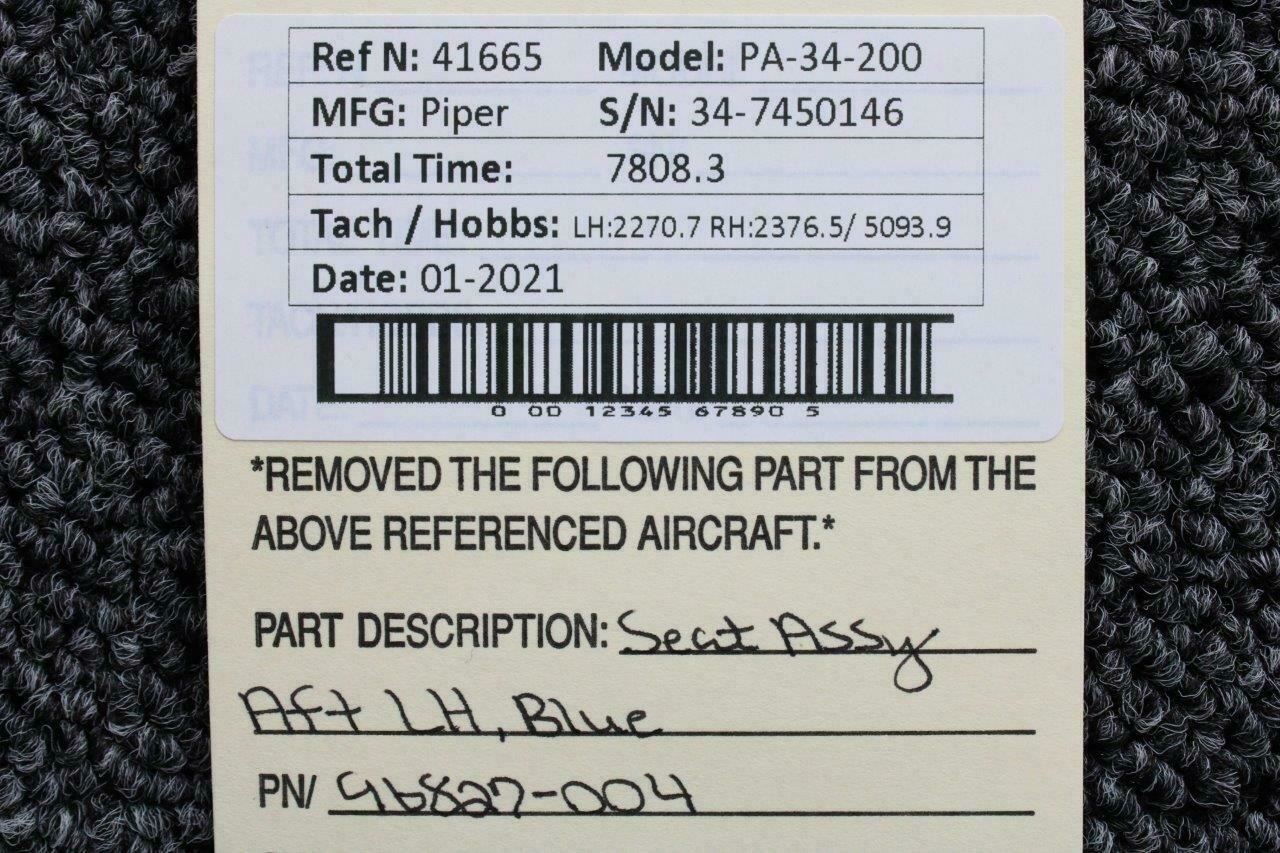 Ref N: 41665 Model: PA-34-200
MFG: Piper S/N: 34-7450146
Total Time: 7808.3
Tach / Hobbs: LH:2270.7 RH:2376.5/ 5093.9
Date: 01-2021
0 00 12345 67890 5
*REMOVED THE FOLLOWING PART FROM THE
ABOVE REFERENCED AIRCRAFT.*
PART DESCRIPTION: Seat Assy
Aft LH, Blue
PN/ 96827-004